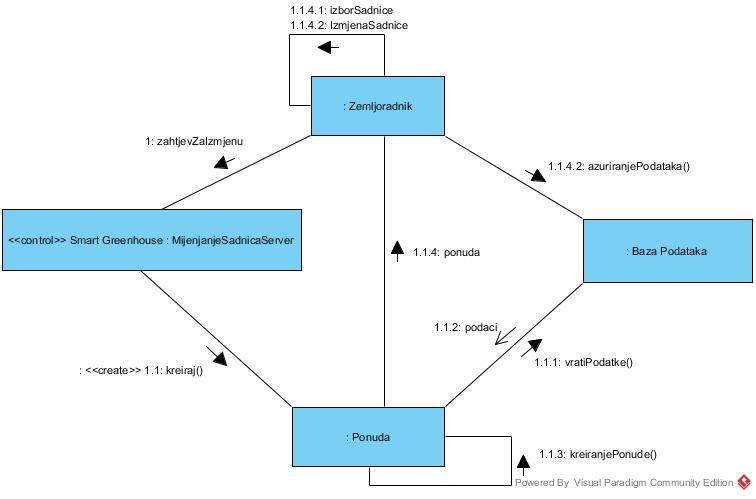 1.1.4.1: izborSadnice
1.1.4.2: IzmjenaSadnice
: Zemljoradnik
1: zahtjevZaIzmjenu
1.1.4.2: azuriranjePodataka()
<<control>> Smart Greenhouse : MijenjanjeSadnicaServer
1.1.4: ponuda
: Baza Podataka
1.1.2: podaci
1.1.1: vratiPodatke()
: <<create>> 1.1: kreiraj()
: Ponuda
1.1.3: kreiranjePonude()
Powered By Visual Paradigm Community Edition